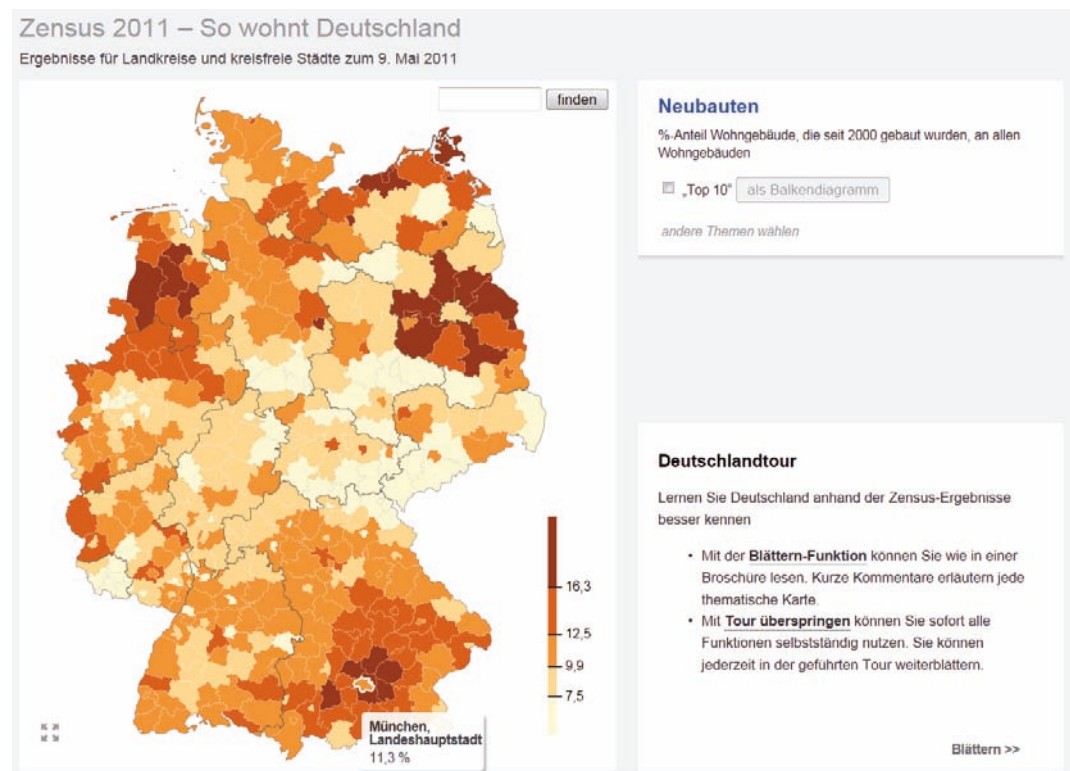 Zensus 2011 – So wohnt Deutschland
Ergebnisse für Landkreise und kreisfreie Städte zum 9. Mai 2011
finden
16,3
12,5
9,9
7,5
München,
Landeshauptstadt
11,3 %
Neubauten
%-Anteil Wohngebäude, die seit 2000 gebaut wurden, an allen
Wohngebäuden
„Top 10" als Balkendiagramm
andere Themen wählen
Deutschlandtour
Lernen Sie Deutschland anhand der Zensus-Ergebnisse
besser kennen
• Mit der Blättern-Funktion können Sie wie in einer
Broschüre lesen. Kurze Kommentare erläutern jede
thematische Karte.
• Mit Tour überspringen können Sie sofort alle
Funktionen selbstständig nutzen. Sie können
jederzeit in der geführten Tour weiterblättern.
Blättern >>